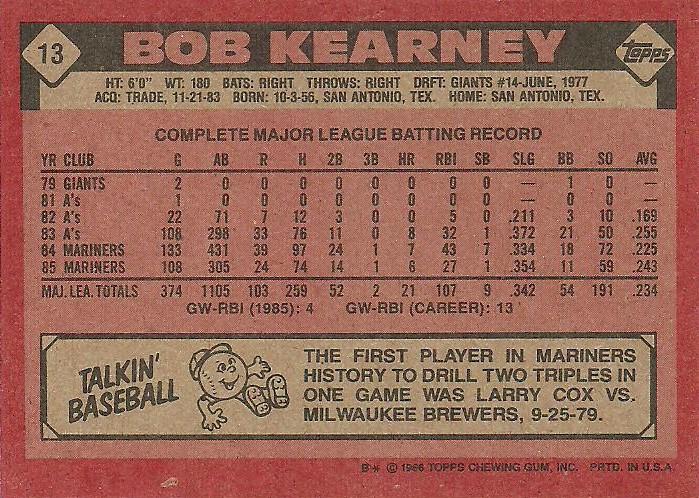 13 BOB KEARNEY TOPPS
HT: 6'0" WT: 180 BATS: RIGHT THROWS: RIGHT DRFT: GIANTS #14-JUNE, 1977
ACQ: TRADE, 11-21-83 BORN: 10-3-56, SAN ANTONIO, TEX. HOME: SAN ANTONIO, TEX.
COMPLETE MAJOR LEAGUE BATTING RECORD
YR CLUB G AB R H 2B 3B HR RBI SB SLG BB SO AVG
79 GIANTS 2 0 0 0 0 0 0 0 0 — 1 0 —
81 A's 1 0 0 0 0 0 0 0 0 — 0 0 —
82 A's 22 71 7 12 3 0 0 5 0 .211 3 10 .169
83 A's 108 298 33 76 11 0 8 32 1 .372 21 50 .255
84 MARINERS 133 431 39 97 24 1 7 43 7 .334 18 72 .225
85 MARINERS 108 305 24 74 14 1 6 27 1 .354 11 59 .243
MAJ. LEA. TOTALS 374 1105 103 259 52 2 21 107 9 .342 54 191 .234
GW-RBI (1985): 4 GW-RBI (CAREER): 13
TALKIN'
BASEBALL
THE FIRST PLAYER IN MARINERS
HISTORY TO DRILL TWO TRIPLES IN
ONE GAME WAS LARRY COX VS.
MILWAUKEE BREWERS, 9-25-79.
B* © 1986 TOPPS CHEWING GUM, INC. PRTD. IN U.S.A.